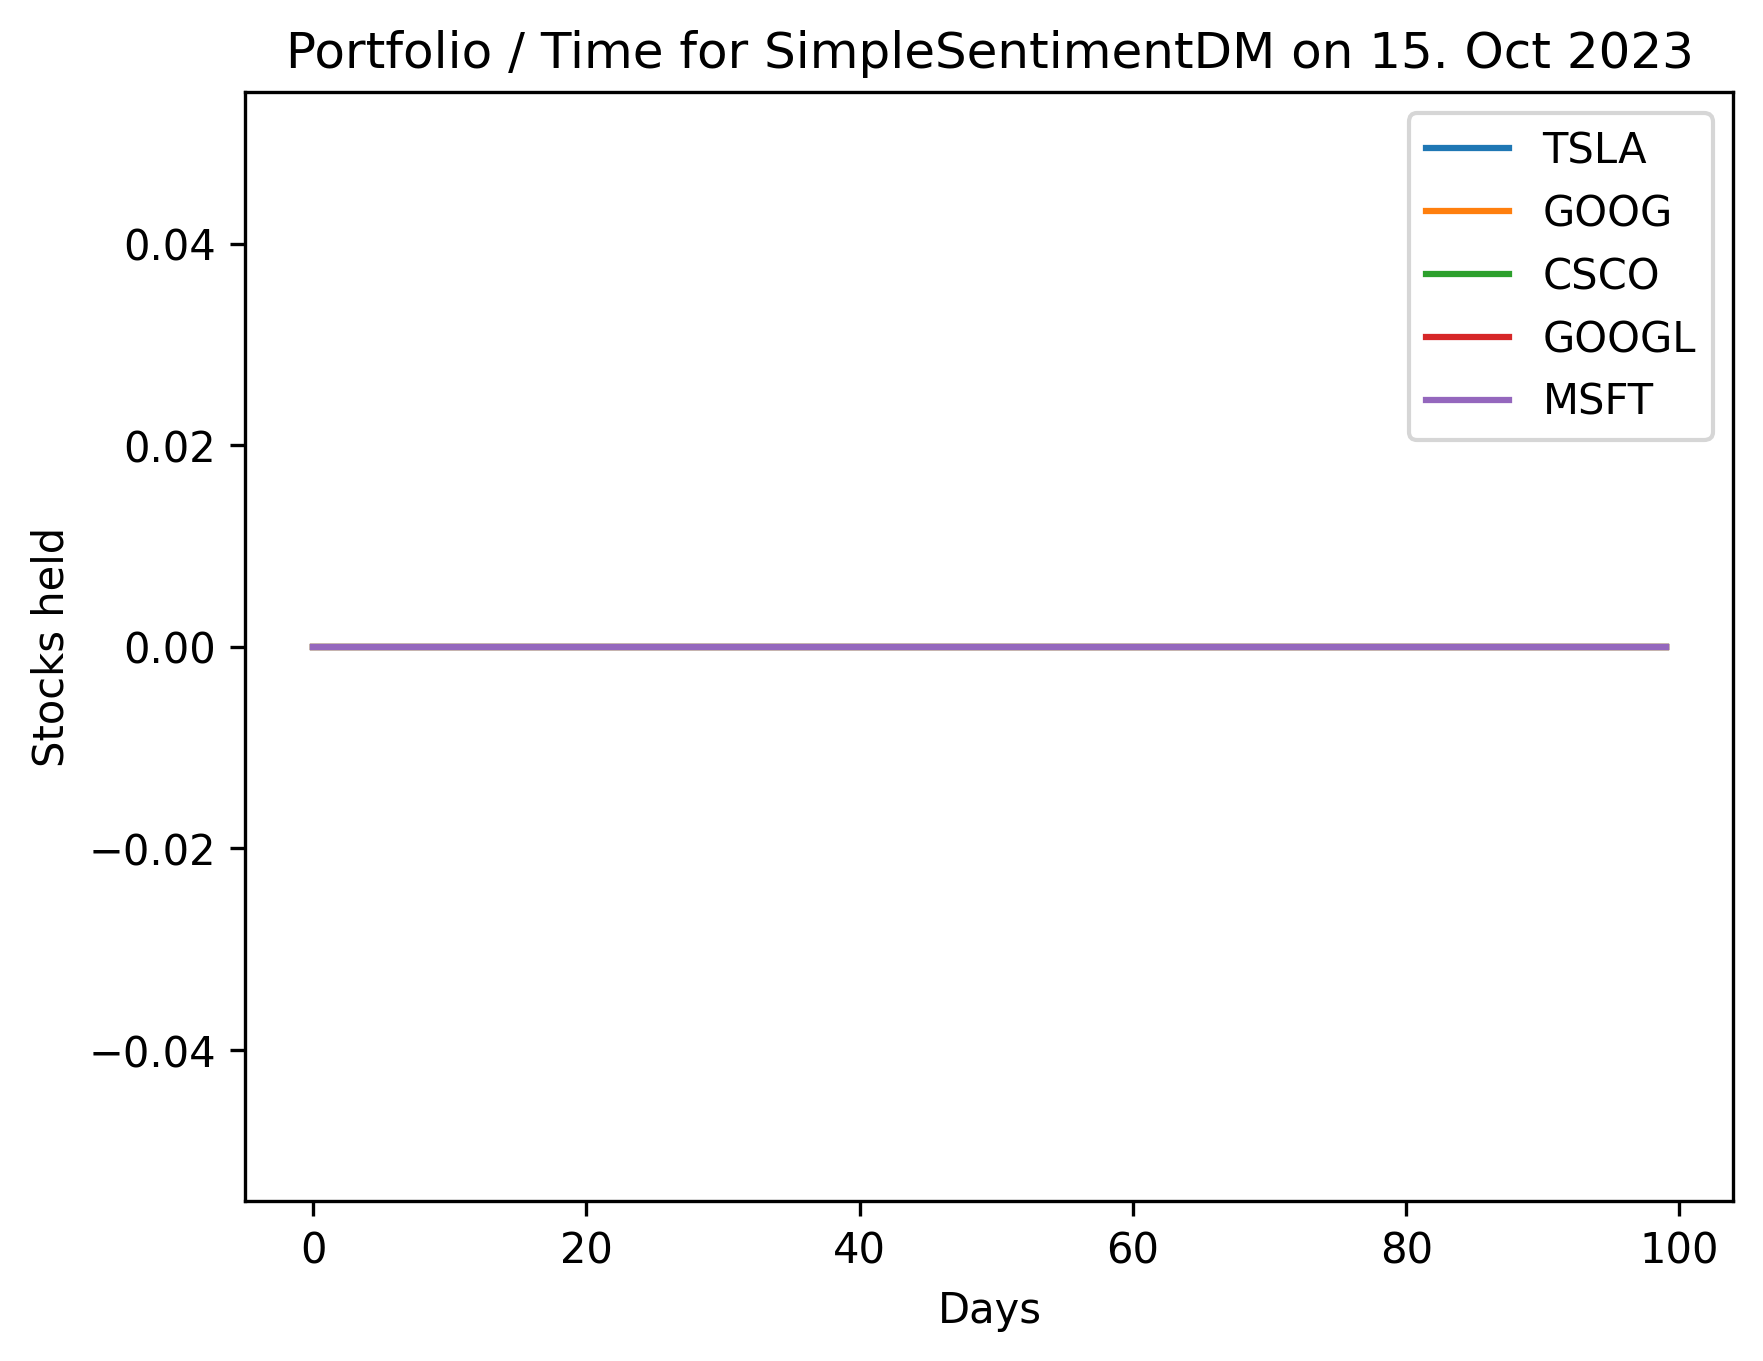 Portfolio / Time for SimpleSentimentDM on 15. Oct 2023
TSLA
GOOG
CSCO
GOOGL
MSFT
0.04
0.02
0.00
−0.02
−0.04
Stocks held
0 20 40 60 80 100
Days